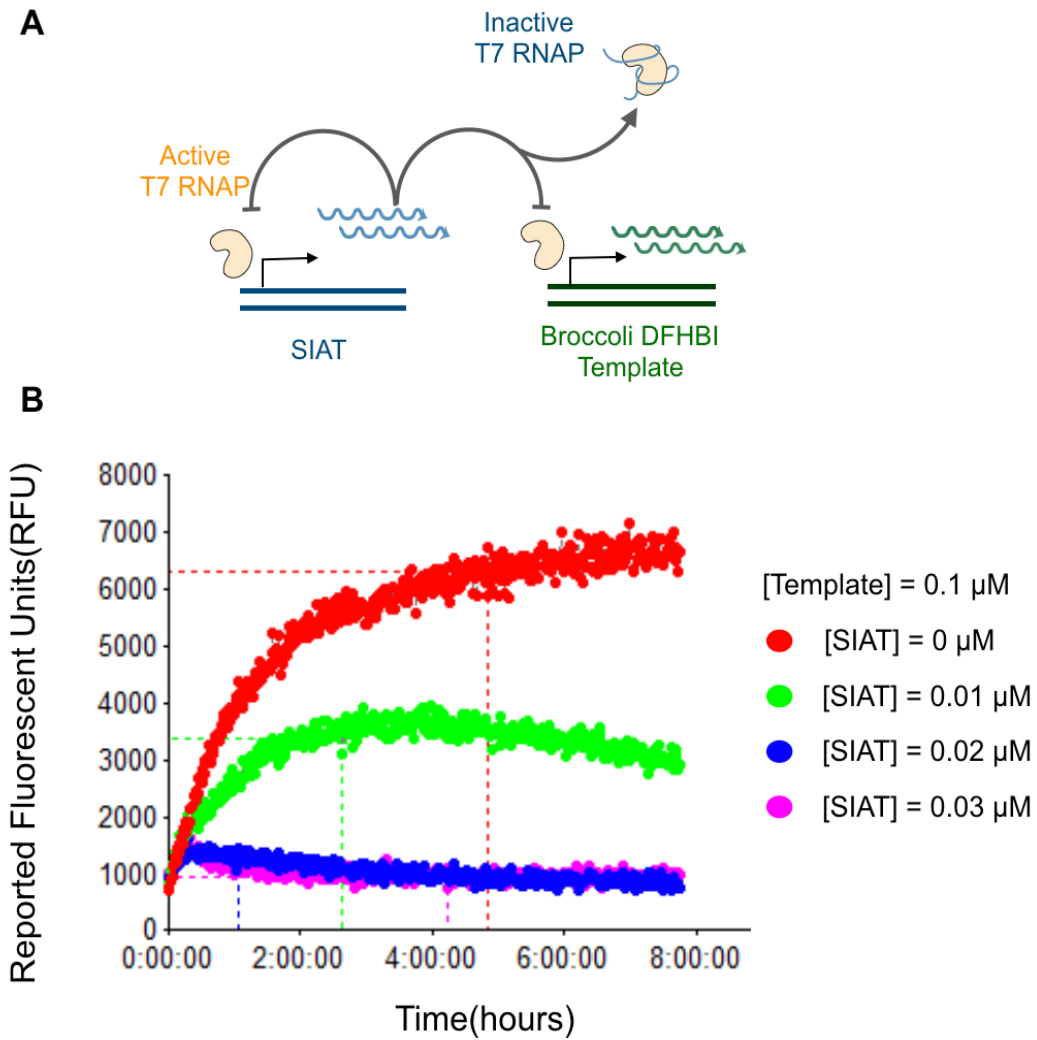 A
Inactive
T7 RNAP
Active
T7 RNAP
SIAT
Broccoli DFHBI
Template
B
Reported Fluorescent Units(RFU)
8000
7000
6000
5000
4000
3000
2000
1000
0
0:00:00 2:00:00 4:00:00 6:00:00 8:00:00
Time(hours)
[Template] = 0.1 μM
[SIAT] = 0 μM
[SIAT] = 0.01 μM
[SIAT] = 0.02 μM
[SIAT] = 0.03 μM